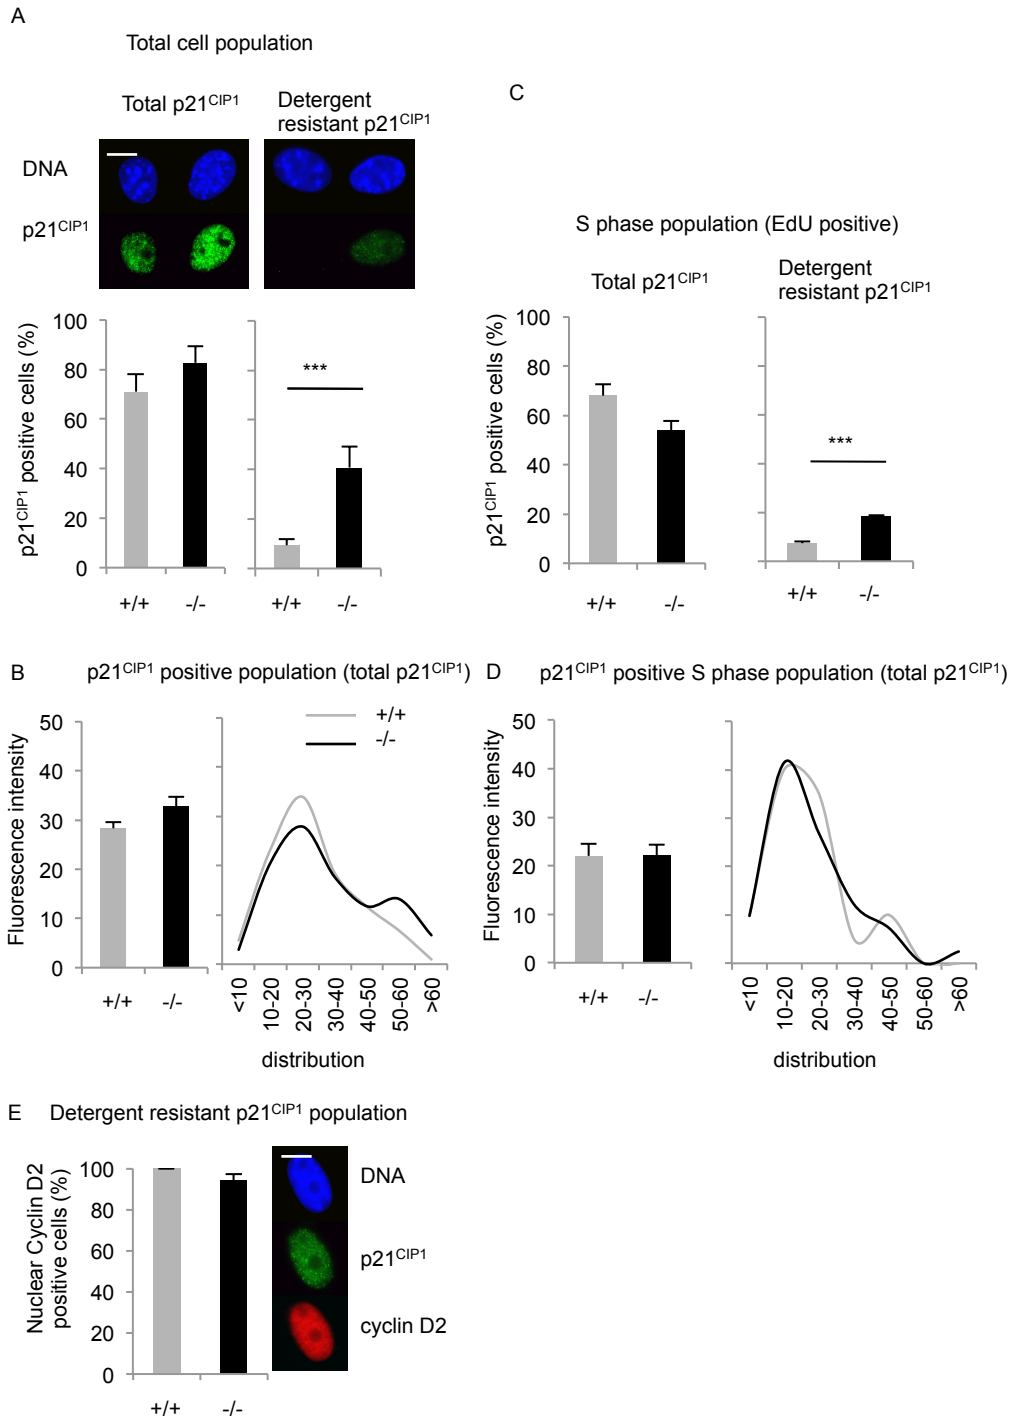 A
Total cell population
Total p21CIP1
Detergent
resistant p21CIP1
DNA
p21CIP1
p21CIP1 positive cells (%)
100
80
60
40
20
0
***
+/+
-/-
+/+
-/-
C
S phase population (EdU positive)
Total p21CIP1
Detergent
resistant p21CIP1
p21CIP1 positive cells (%)
100
80
60
40
20
0
***
+/+
-/-
+/+
-/-
B
p21CIP1 positive population (total p21CIP1)
Fluorescence intensity
50
40
30
20
10
0
+/+
-/-
+/+
-/-
<10
10-20
20-30
30-40
40-50
50-60
>60
distribution
D
p21CIP1 positive S phase population (total p21CIP1)
Fluorescence intensity
50
40
30
20
10
0
+/+
-/-
<10
10-20
20-30
30-40
40-50
50-60
>60
distribution
E
Detergent resistant p21CIP1 population
Nuclear Cyclin D2
positive cells (%)
100
80
60
40
20
0
+/+
-/-
DNA
p21CIP1
cyclin D2